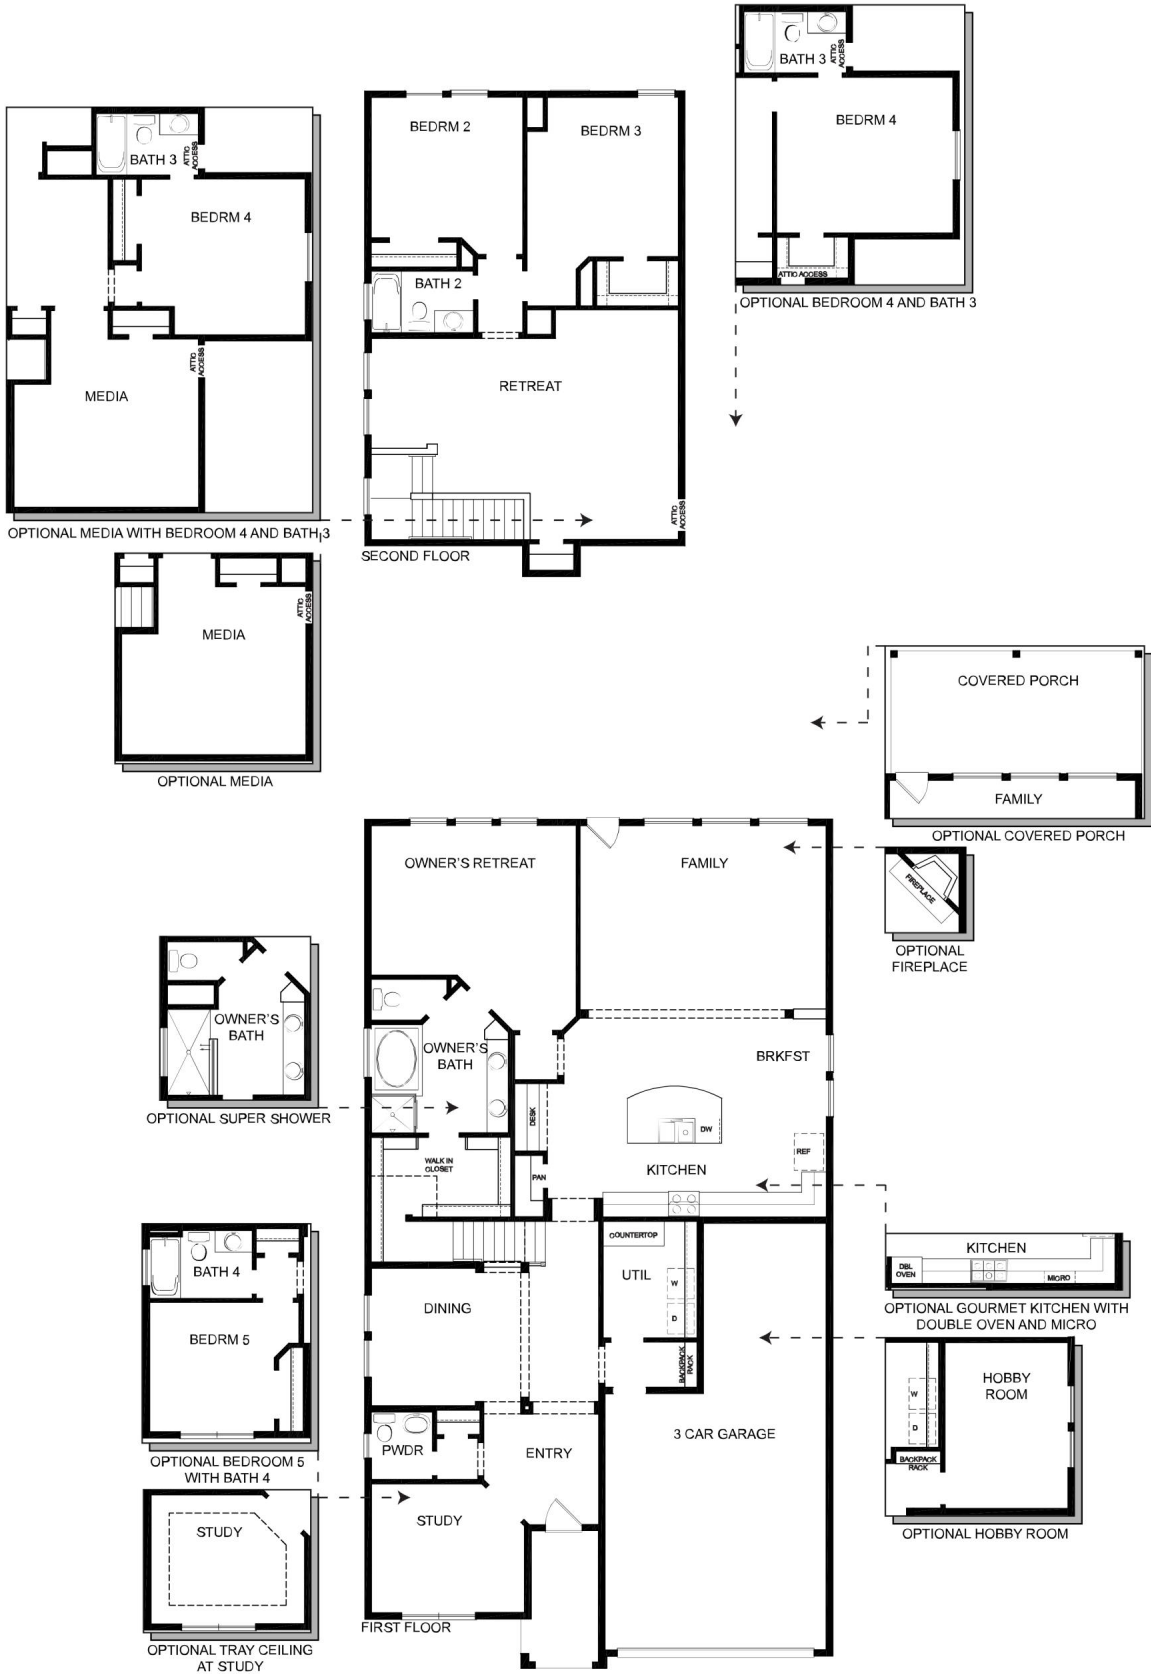 BATH 3
ATTIC
ACCESS
BEDRM 4
ATTIC ACCESS
OPTIONAL BEDROOM 4 AND BATH 3
BATH 3
ATTIC
ACCESS
BEDRM 4
ATTIC
ACCESS
MEDIA
OPTIONAL MEDIA WITH BEDROOM 4 AND BATH 3
BEDRM 2
BEDRM 3
BATH 2
RETREAT
ATTIC
ACCESS
SECOND FLOOR
MEDIA
ATTIC
ACCESS
OPTIONAL MEDIA
COVERED PORCH
FAMILY
OPTIONAL COVERED PORCH
FIREPLACE
OPTIONAL
FIREPLACE
OWNER'S RETREAT
FAMILY
OWNER'S
BATH
BRKFST
DESK
DW
WALK IN
CLOSET
PAN
KITCHEN
REF
COUNTERTOP
UTIL
W
D
DINING
BACKPACK
RACK
PWDR
ENTRY
3 CAR GARAGE
STUDY
FIRST FLOOR
OWNER'S
BATH
OPTIONAL SUPER SHOWER
BATH 4
BEDRM 5
OPTIONAL BEDROOM 5
WITH BATH 4
STUDY
OPTIONAL TRAY CEILING
AT STUDY
KITCHEN
DBL
OVEN
MICRO
OPTIONAL GOURMET KITCHEN WITH
DOUBLE OVEN AND MICRO
HOBBY
ROOM
W
D
BACKPACK
RACK
OPTIONAL HOBBY ROOM